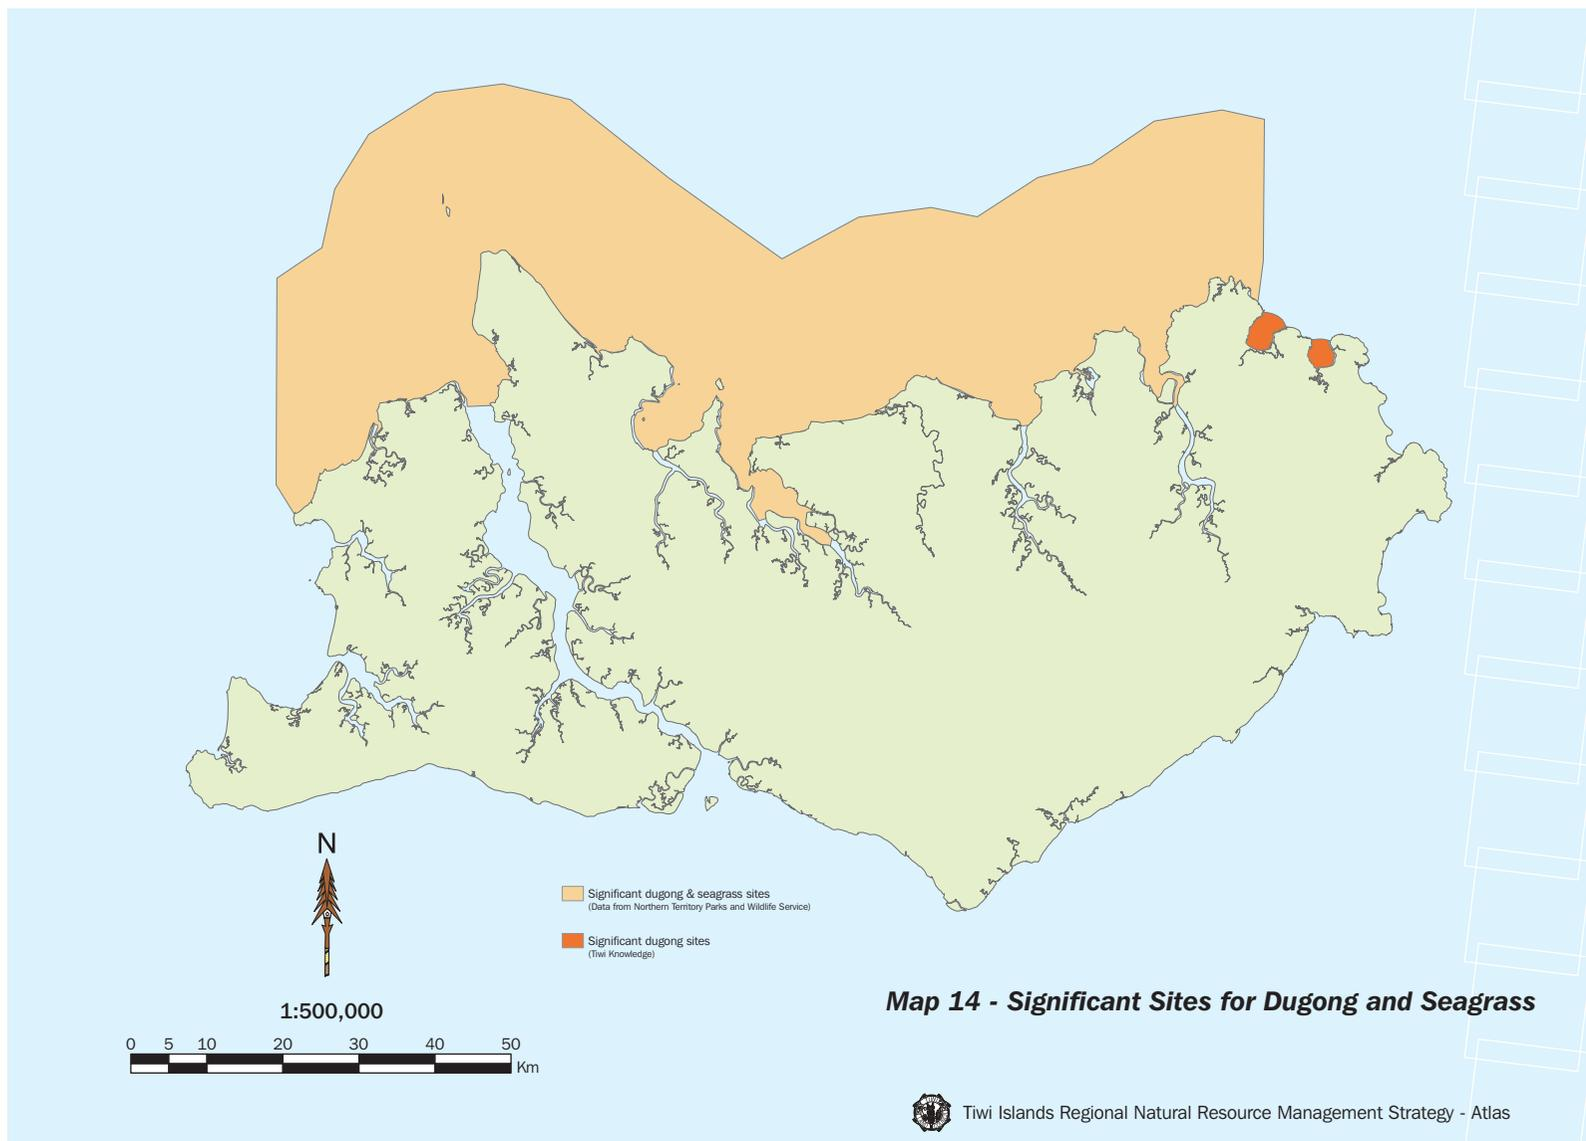 N
1:500,000
0 5 10 20 30 40 50
Km
Significant dugong & seagrass sites
(Data from Northern Territory Parks and Wildlife Service)
Significant dugong sites
(Tiwi Knowledge)
Map 14 - Significant Sites for Dugong and Seagrass
Tiwi Islands Regional Natural Resource Management Strategy - Atlas